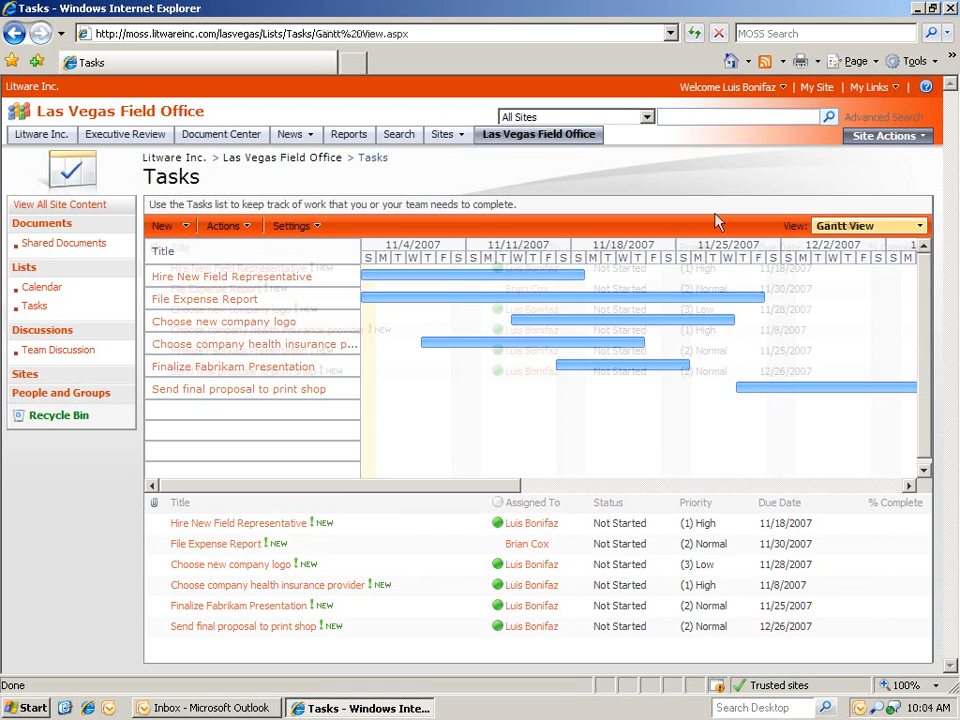 Tasks - Windows Internet Explorer
http://moss.litwareinc.com/lasvegas/Lists/Tasks/Gantt%20View.aspx
MOSS Search
Tasks
Page
Tools
Litware Inc.
Welcome Luis Bonifaz
My Site
My Links
Las Vegas Field Office
All Sites
Advanced Search
Litware Inc.
Executive Review
Document Center
News
Reports
Search
Sites
Las Vegas Field Office
Site Actions
Litware Inc. > Las Vegas Field Office > Tasks
Tasks
View All Site Content
Documents
Shared Documents
Lists
Calendar
Tasks
Discussions
Team Discussion
Sites
People and Groups
Recycle Bin
Use the Tasks list to keep track of work that you or your team needs to complete.
New
Actions
Settings
View: Gantt View
Title
11/4/2007 11/11/2007 11/18/2007 11/25/2007 12/2/2007
S M T W T F S S M T W T F S S M T W T F S S M T W T F S S M T W T F S S M
Hire New Field Representative
File Expense Report
Choose new company logo
Choose company health insurance p...
Finalize Fabrikam Presentation
Send final proposal to print shop
Title Assigned To Status Priority Due Date % Complete
Hire New Field Representative ! NEW Luis Bonifaz Not Started (1) High 11/18/2007
File Expense Report ! NEW Brian Cox Not Started (2) Normal 11/30/2007
Choose new company logo ! NEW Luis Bonifaz Not Started (3) Low 11/28/2007
Choose company health insurance provider ! NEW Luis Bonifaz Not Started (1) High 11/8/2007
Finalize Fabrikam Presentation ! NEW Luis Bonifaz Not Started (2) Normal 11/25/2007
Send final proposal to print shop ! NEW Luis Bonifaz Not Started (2) Normal 12/26/2007
Done
Trusted sites
100%
Start
Inbox - Microsoft Outlook
Tasks - Windows Inte...
Search Desktop
10:04 AM